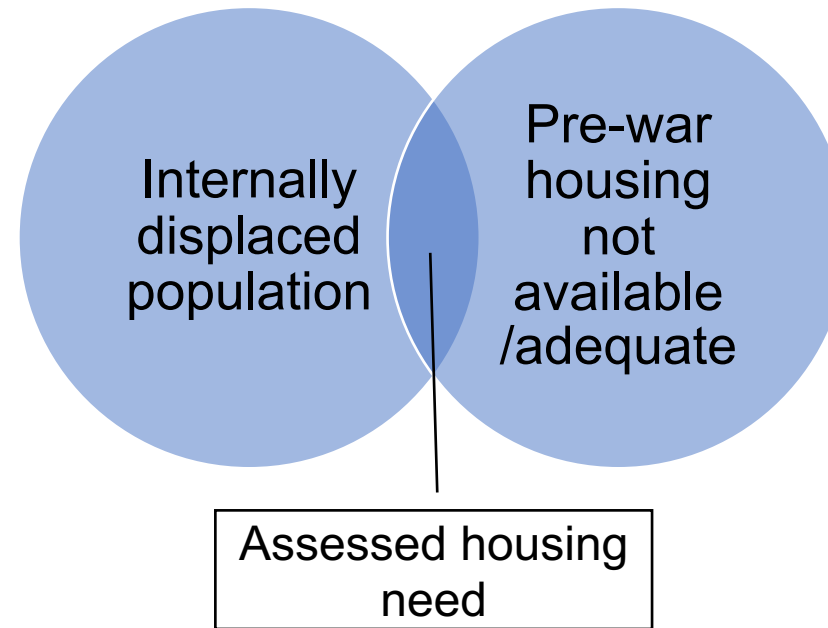 Internally
displaced
population
Pre-war
housing
not
available
/adequate
Assessed housing
need